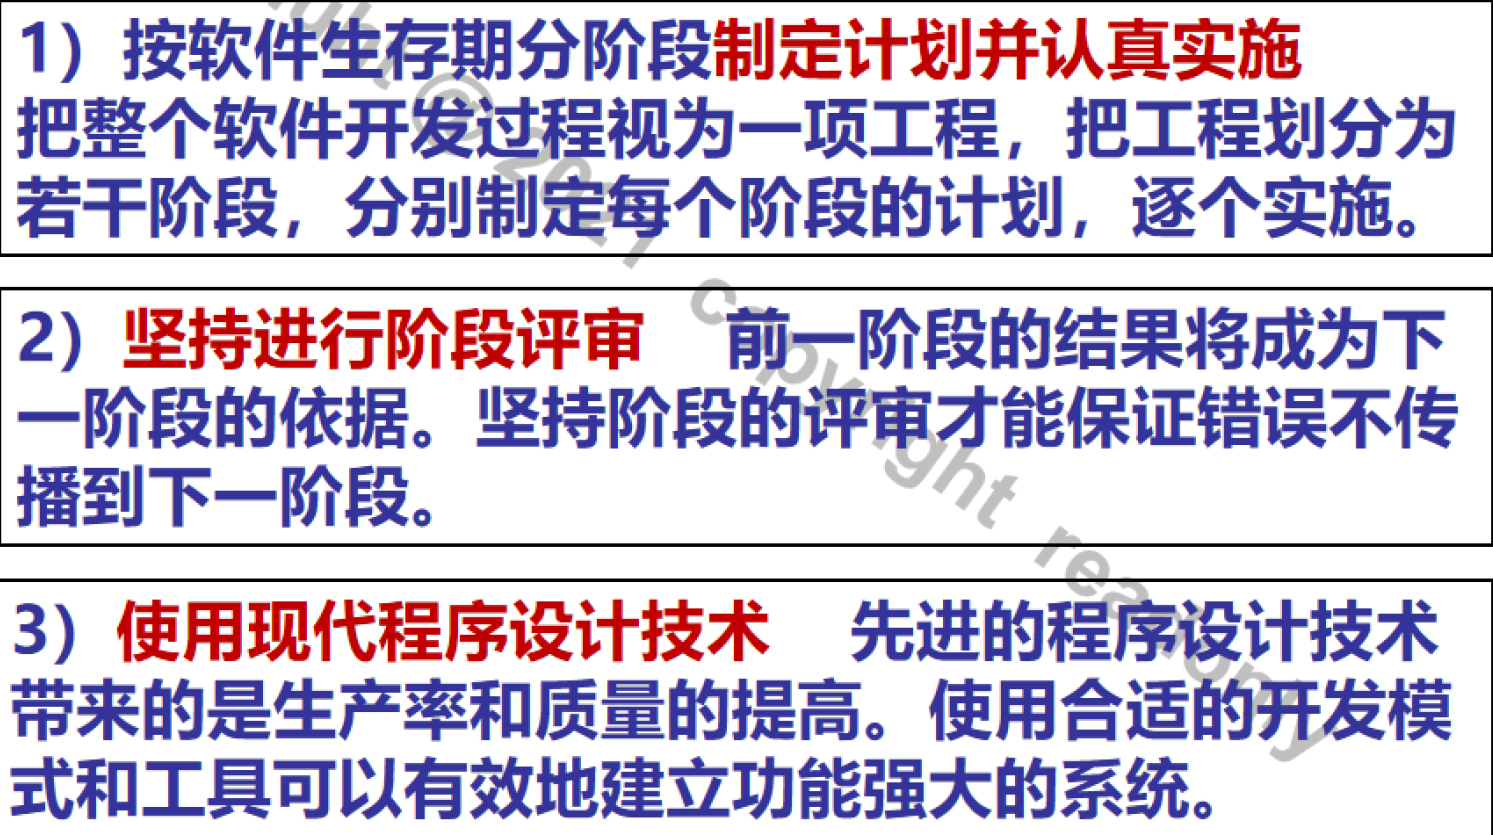 1）按软件生存期分阶段制定计划并认真实施
把整个软件开发过程视为一项工程，把工程划分为
若干阶段，分别制定每个阶段的计划，逐个实施。
2）坚持进行阶段评审 前一阶段的结果将成为下
一阶段的依据。坚持阶段的评审才能保证错误不传
播到下一阶段。
3）使用现代程序设计技术 先进的程序设计技术
带来的是生产率和质量的提高。使用合适的开发模
式和工具可以有效地建立功能强大的系统。
@ 2021 copyright readonly